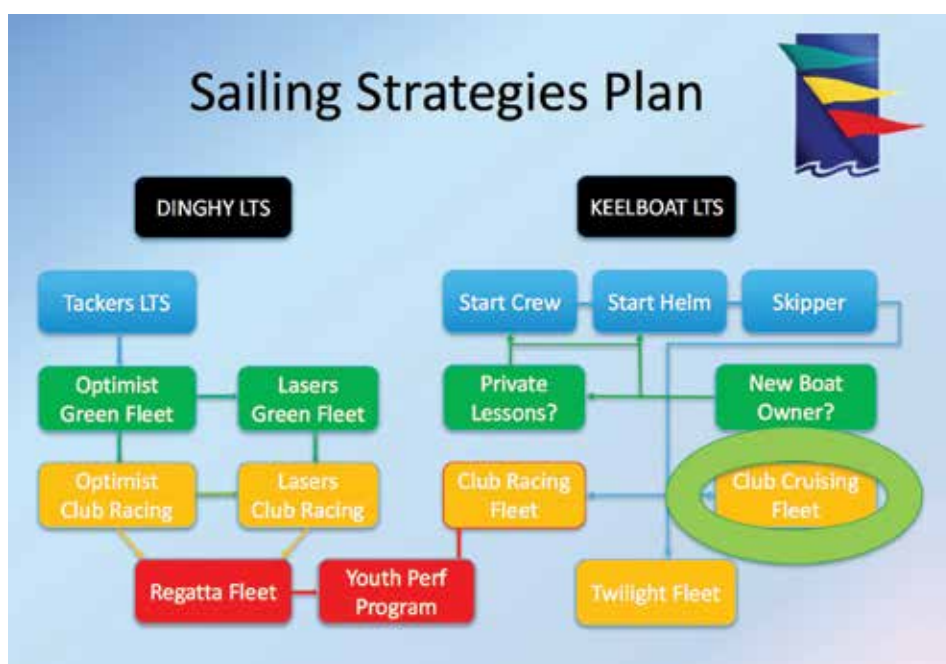 Sailing Strategies Plan
DINGHY LTS
KEELBOAT LTS
Tackers LTS
Start Crew
Start Helm
Skipper
Optimist
Green Fleet
Lasers
Green Fleet
Private
Lessons?
New Boat
Owner?
Optimist
Club Racing
Lasers
Club Racing
Club Racing
Fleet
Club Cruising
Fleet
Regatta Fleet
Youth Perf
Program
Twilight Fleet